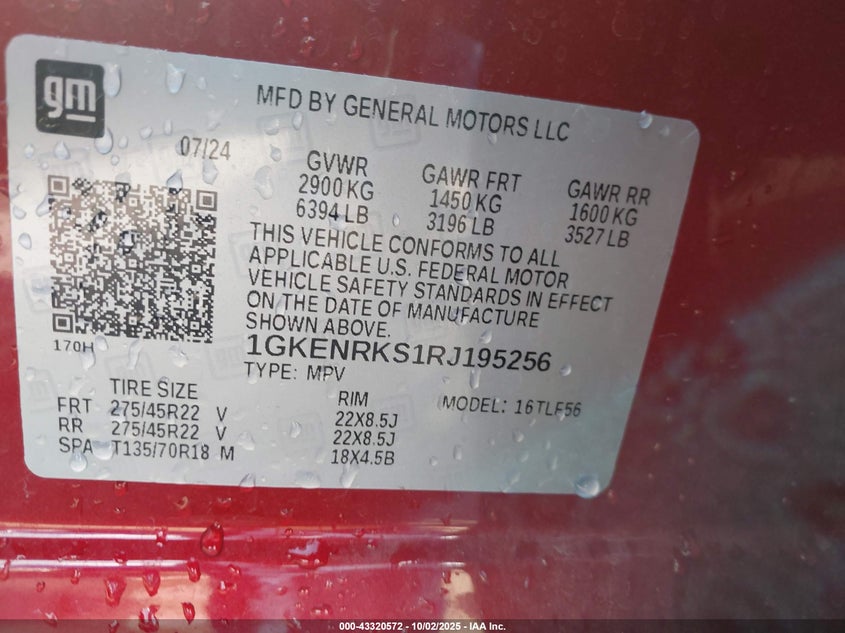 gm
MFD BY GENERAL MOTORS LLC
07/24
GVWR
2900 KG
6394 LB
GAWR FRT
1450 KG
3196 LB
GAWR RR
1600 KG
3527 LB
THIS VEHICLE CONFORMS TO ALL
APPLICABLE U.S. FEDERAL MOTOR
VEHICLE SAFETY STANDARDS IN EFFECT
ON THE DATE OF MANUFACTURE
SHOWN ABOVE.
170H
1GKENRKS1RJ195256
TYPE: MPV
MODEL: 16TLF56
TIRE SIZE RIM
FRT 275/45R22 V 22X8.5J
RR 275/45R22 V 22X8.5J
SPA T135/70R18 M 18X4.5B
000-43320572 - 10/02/2025 - IAA Inc.